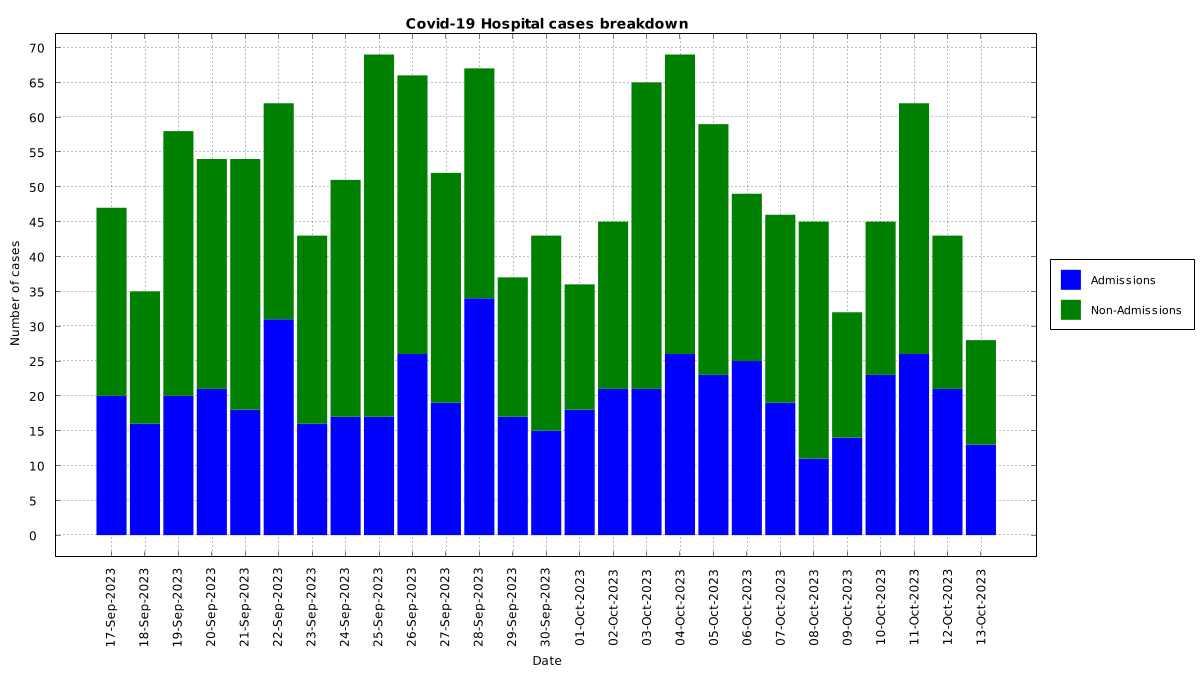 Covid-19 Hospital cases breakdown
70
65
60
55
50
45
40
35
30
25
20
15
10
5
0
Number of cases
17-Sep-2023
18-Sep-2023
19-Sep-2023
20-Sep-2023
21-Sep-2023
22-Sep-2023
23-Sep-2023
24-Sep-2023
25-Sep-2023
26-Sep-2023
27-Sep-2023
28-Sep-2023
29-Sep-2023
30-Sep-2023
01-Oct-2023
02-Oct-2023
03-Oct-2023
04-Oct-2023
05-Oct-2023
06-Oct-2023
07-Oct-2023
08-Oct-2023
09-Oct-2023
10-Oct-2023
11-Oct-2023
12-Oct-2023
13-Oct-2023
Date
Admissions
Non-Admissions